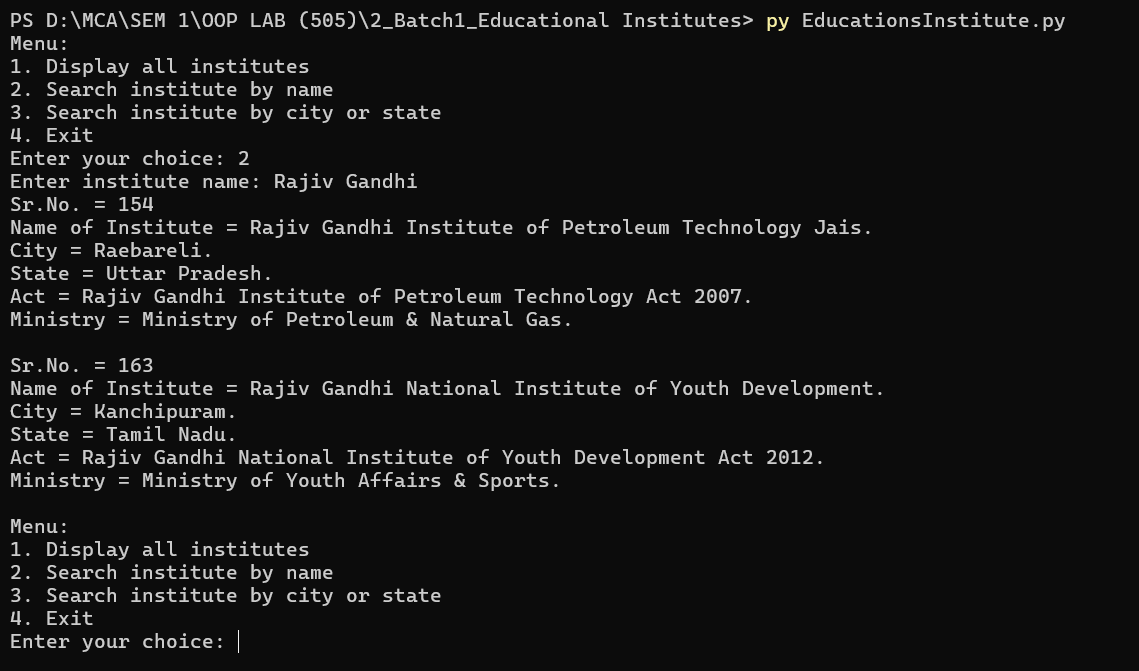 PS D:\MCA\SEM 1\OOP LAB (505)\2_Batch1_Educational Institutes> py EducationsInstitute.py
Menu:
1. Display all institutes
2. Search institute by name
3. Search institute by city or state
4. Exit
Enter your choice: 2
Enter institute name: Rajiv Gandhi
Sr.No. = 154
Name of Institute = Rajiv Gandhi Institute of Petroleum Technology Jais.
City = Raebareli.
State = Uttar Pradesh.
Act = Rajiv Gandhi Institute of Petroleum Technology Act 2007.
Ministry = Ministry of Petroleum & Natural Gas.

Sr.No. = 163
Name of Institute = Rajiv Gandhi National Institute of Youth Development.
City = Kanchipuram.
State = Tamil Nadu.
Act = Rajiv Gandhi National Institute of Youth Development Act 2012.
Ministry = Ministry of Youth Affairs & Sports.

Menu:
1. Display all institutes
2. Search institute by name
3. Search institute by city or state
4. Exit
Enter your choice: